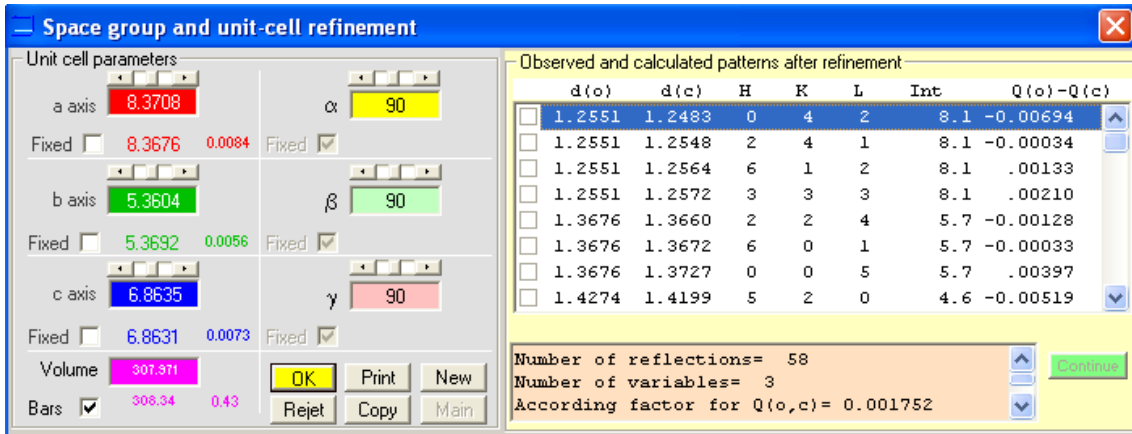 Space group and unit-cell refinement
Unit cell parameters
a axis 8.3708 α 90
Fixed 8.3676 0.0084 Fixed
b axis 5.3604 β 90
Fixed 5.3692 0.0056 Fixed
c axis 6.8635 γ 90
Fixed 6.8631 0.0073 Fixed
Volume 307.971 OK Print New
Bars 308.34 0.43 Rejet Copy Main
Observed and calculated patterns after refinement
d(o) d(c) H K L Int Q(o)-Q(c)
1.2551 1.2483 0 4 2 8.1 -0.00694
1.2551 1.2548 2 4 1 8.1 -0.00034
1.2551 1.2564 6 1 2 8.1 .00133
1.2551 1.2572 3 3 3 8.1 .00210
1.3676 1.3660 2 2 4 5.7 -0.00128
1.3676 1.3672 6 0 1 5.7 -0.00033
1.3676 1.3727 0 0 5 5.7 .00397
1.4274 1.4199 5 2 0 4.6 -0.00519
Number of reflections= 58
Number of variables= 3
According factor for Q(o,c)= 0.001752
Continue